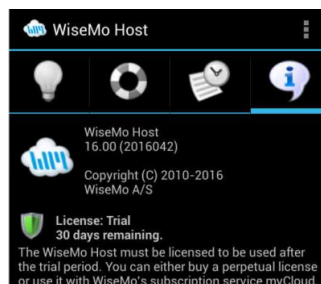 WiseMo Host
WiseMo Host
16.00 (2016042)
Copyright (C) 2010-2016
WiseMo A/S
License: Trial
30 days remaining.
The WiseMo Host must be licensed to be used after
the trial period. You can either buy a perpetual license
or use it with WiseMo's subscription service myCloud